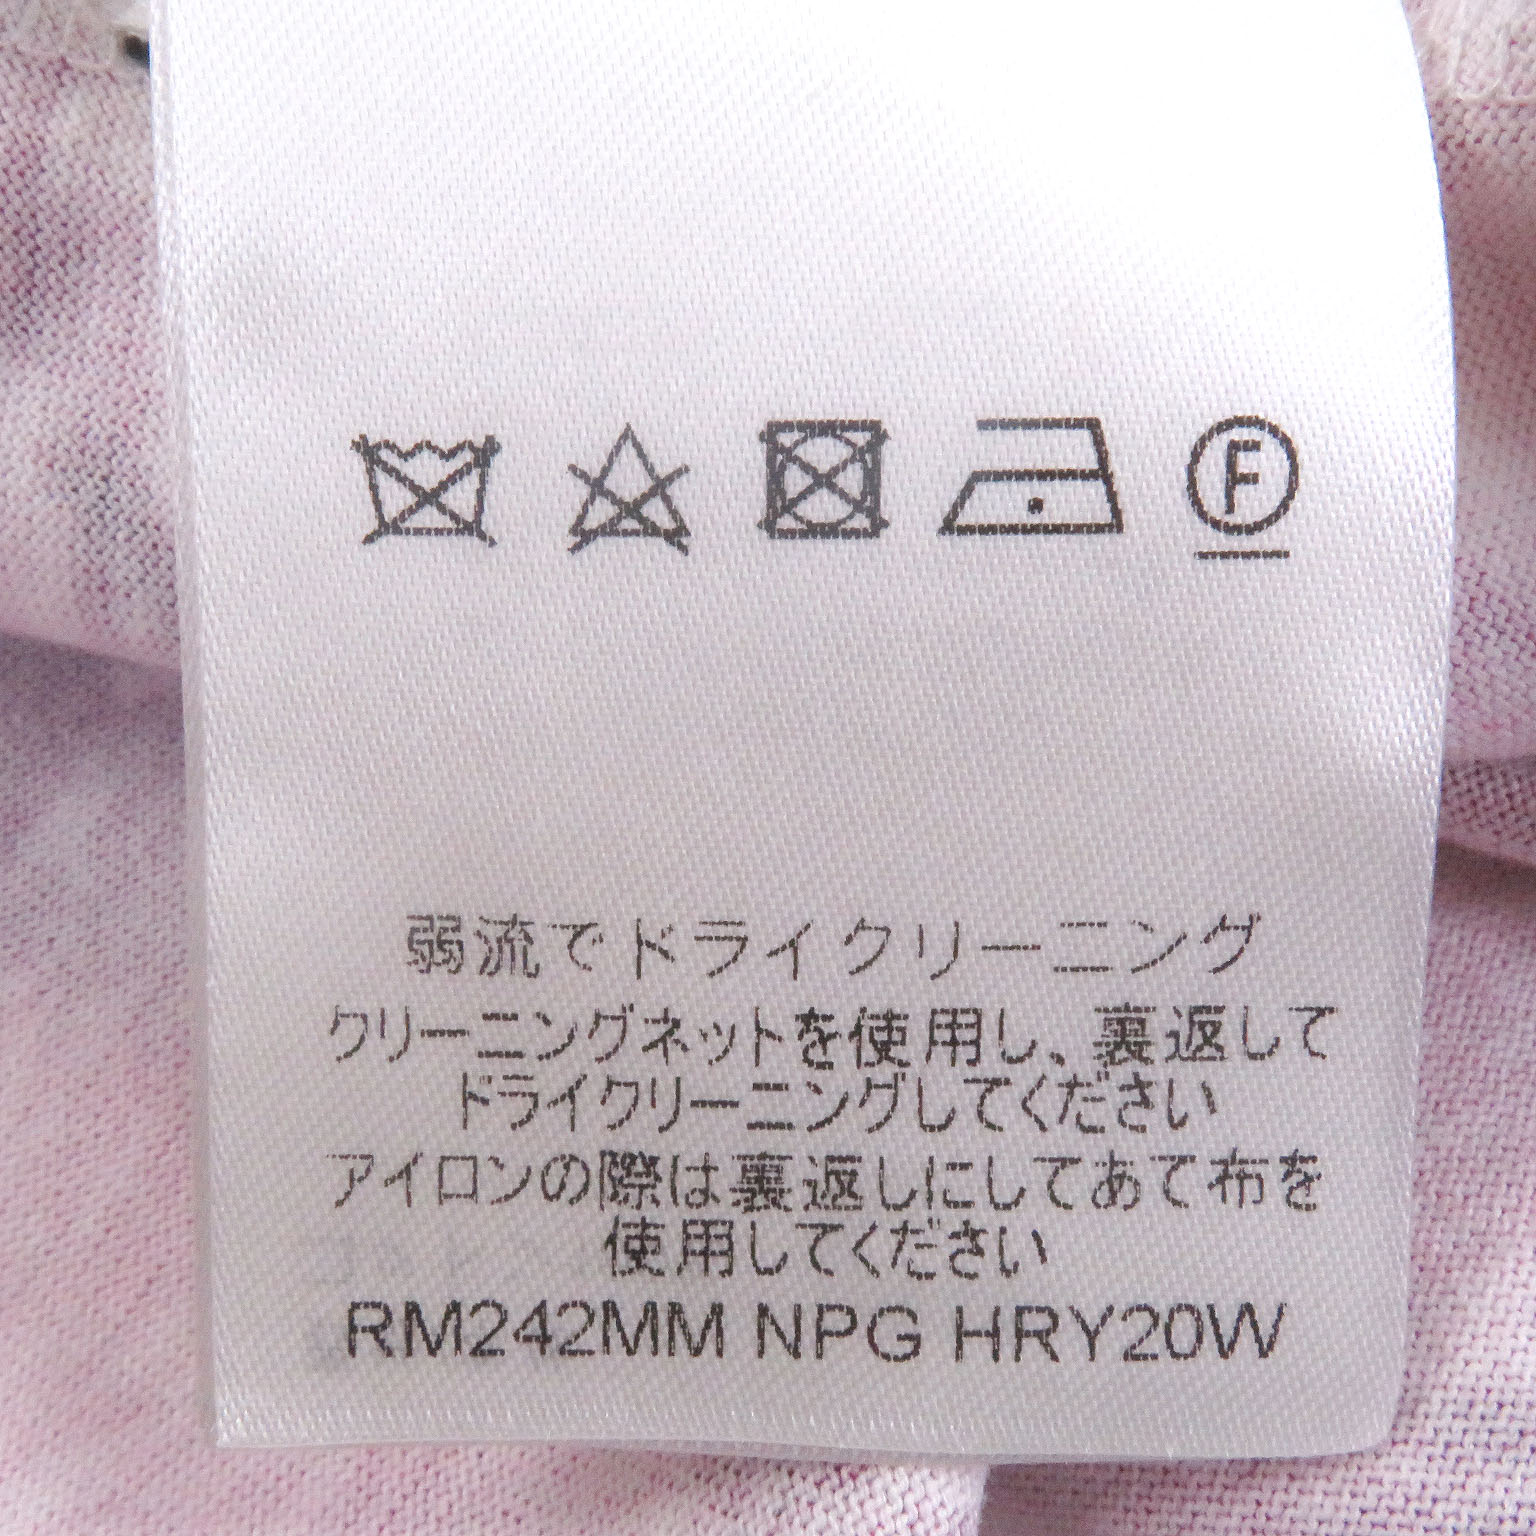 F
弱流でドライクリーニング
クリーニングネットを使用し、裏返して
ドライクリーニングしてください
アイロンの際は裏返しにしてあて布を
使用してください
RM242MM NPG HRY20W